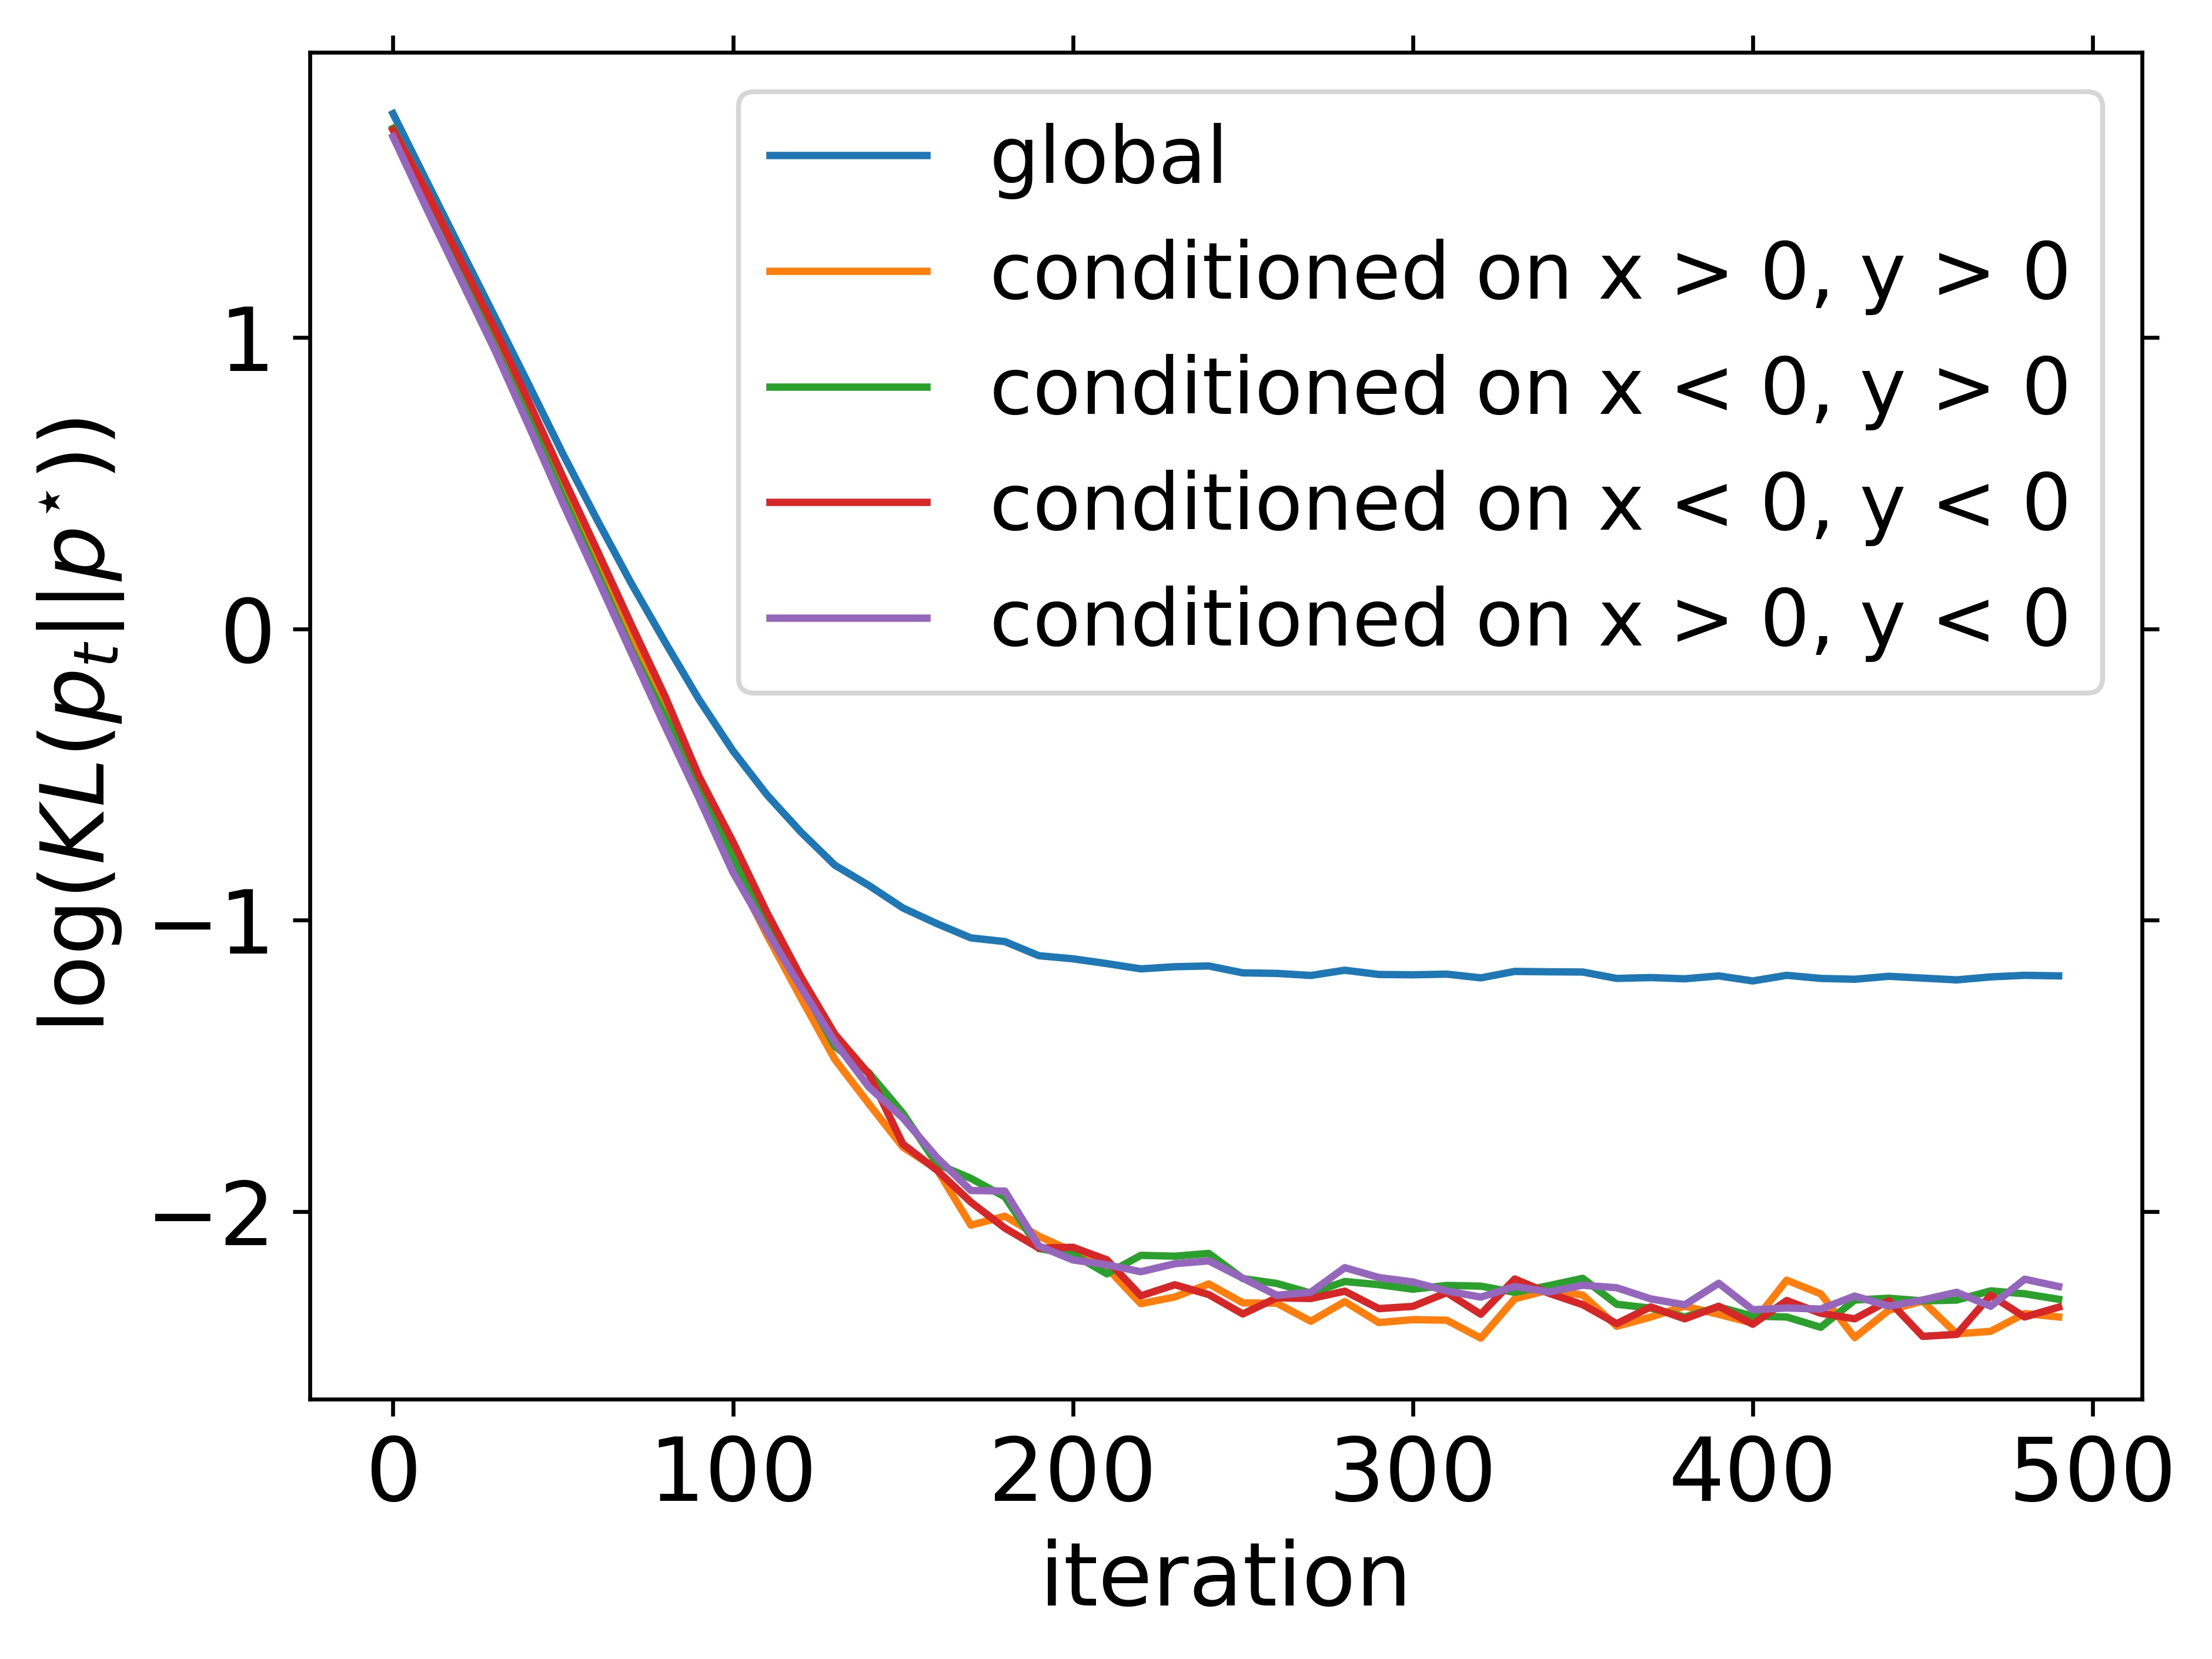 log(KL(p_t||p^⋆))
1
0
−1
−2
global
conditioned on x > 0, y > 0
conditioned on x < 0, y > 0
conditioned on x < 0, y < 0
conditioned on x > 0, y < 0
0 100 200 300 400 500
iteration